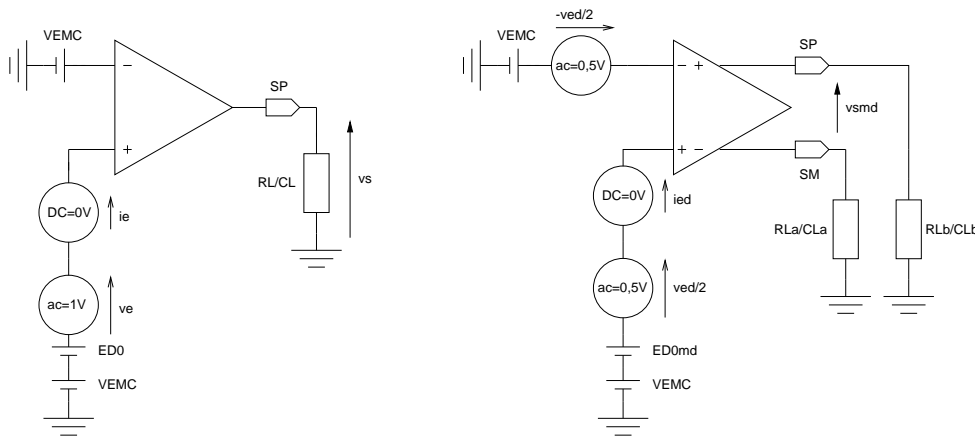 VEMC
−
SP
+
RL/CL
vs
DC=0V
ie
ac=1V
ve
ED0
VEMC
-ved/2
VEMC
ac=0,5V
− +
SP
vsmd
+ −
SM
DC=0V
ied
RLa/CLa
RLb/CLb
ac=0,5V
ved/2
ED0md
VEMC